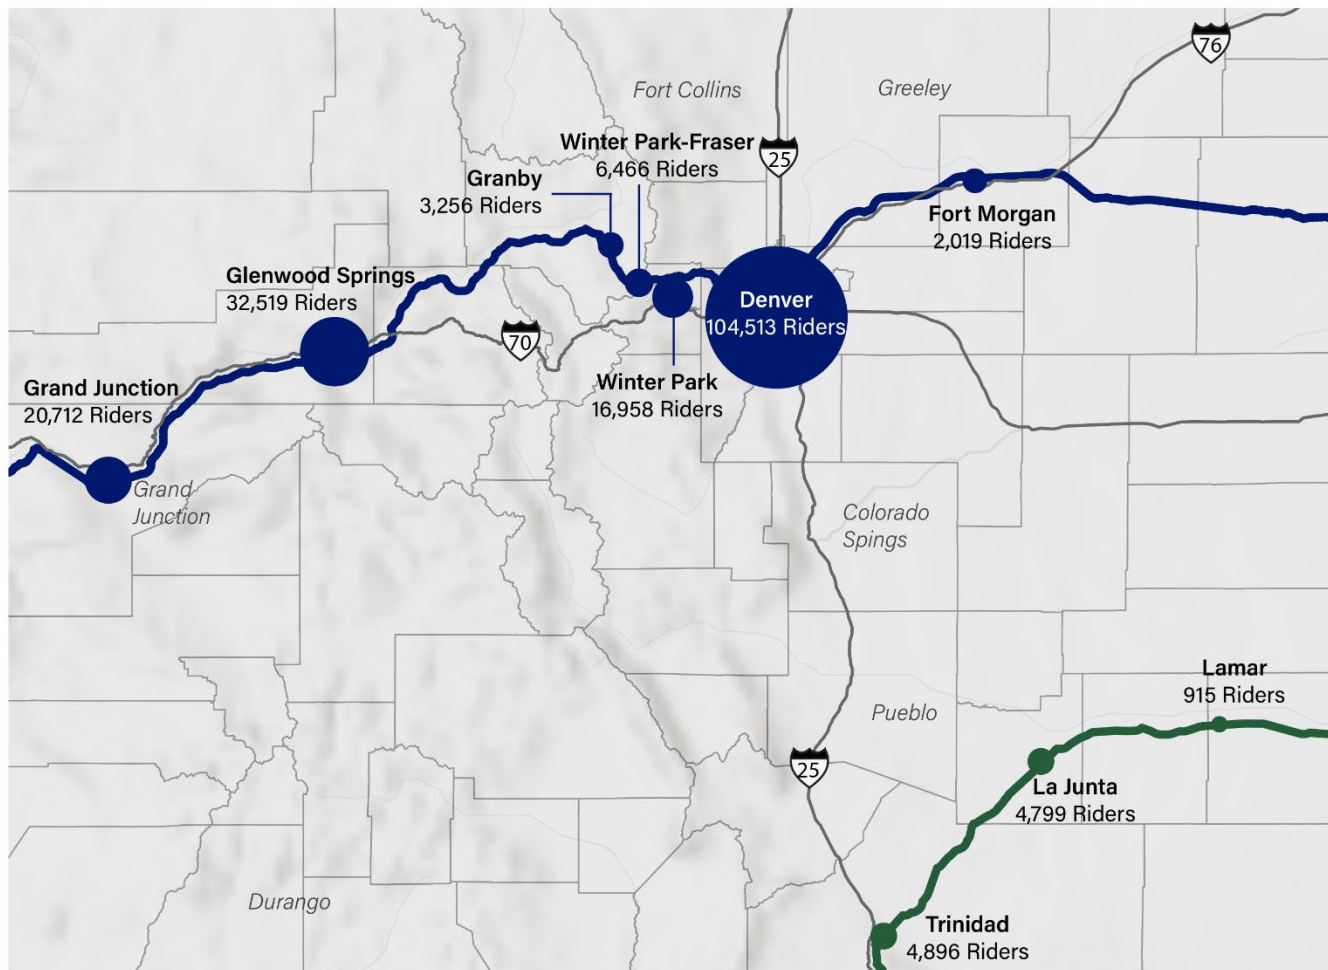 76
Fort Collins
Greeley
Winter Park-Fraser
6,466 Riders
25
Granby
3,256 Riders
Fort Morgan
2,019 Riders
Glenwood Springs
32,519 Riders
Denver
104,513 Riders
70
Grand Junction
20,712 Riders
Winter Park
16,958 Riders
Grand
Junction
Colorado
Spings
Lamar
915 Riders
Pueblo
25
La Junta
4,799 Riders
Durango
Trinidad
4,896 Riders